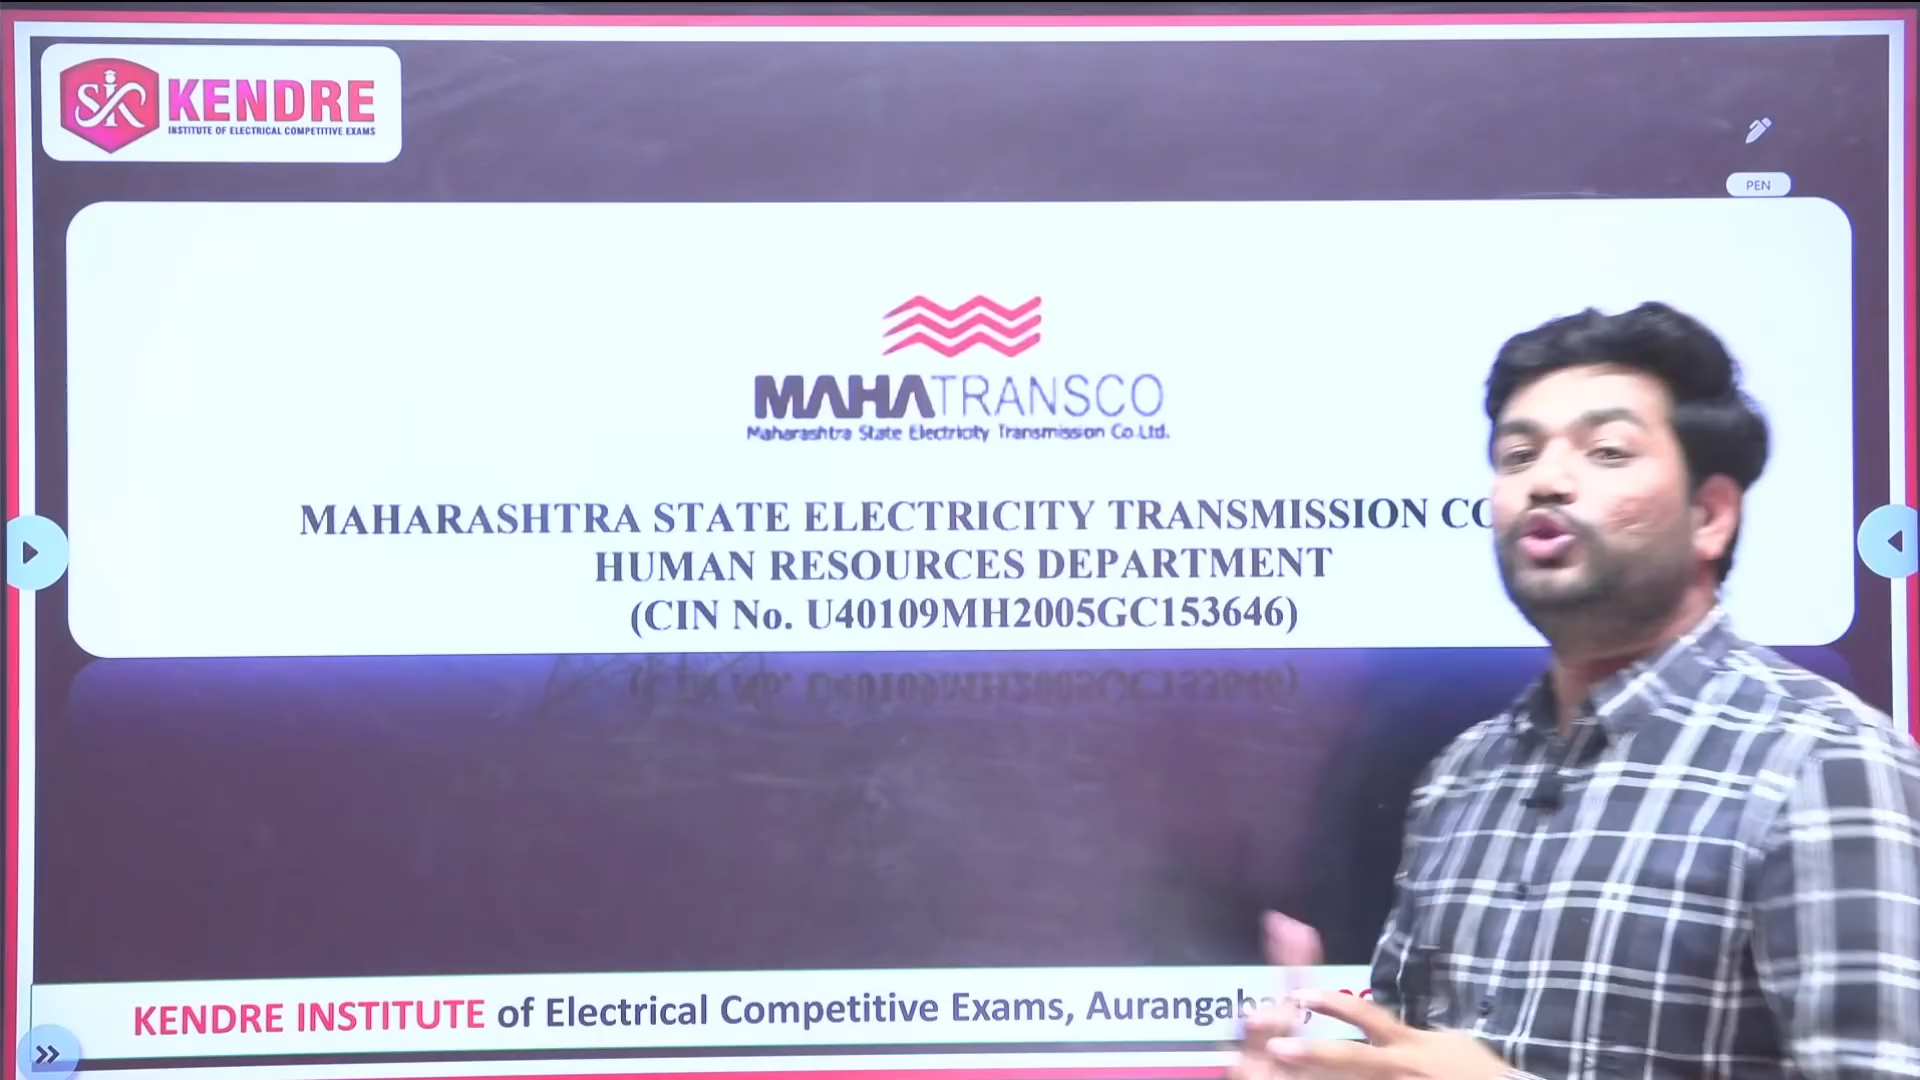 KENDRE
INSTITUTE OF ELECTRICAL COMPETITIVE EXAMS
PEN
MAHATRANSCO
Maharashtra State Electricity Transmission Co.Ltd.
MAHARASHTRA STATE ELECTRICITY TRANSMISSION CO
HUMAN RESOURCES DEPARTMENT
(CIN No. U40109MH2005GC153646)
KENDRE INSTITUTE of Electrical Competitive Exams,